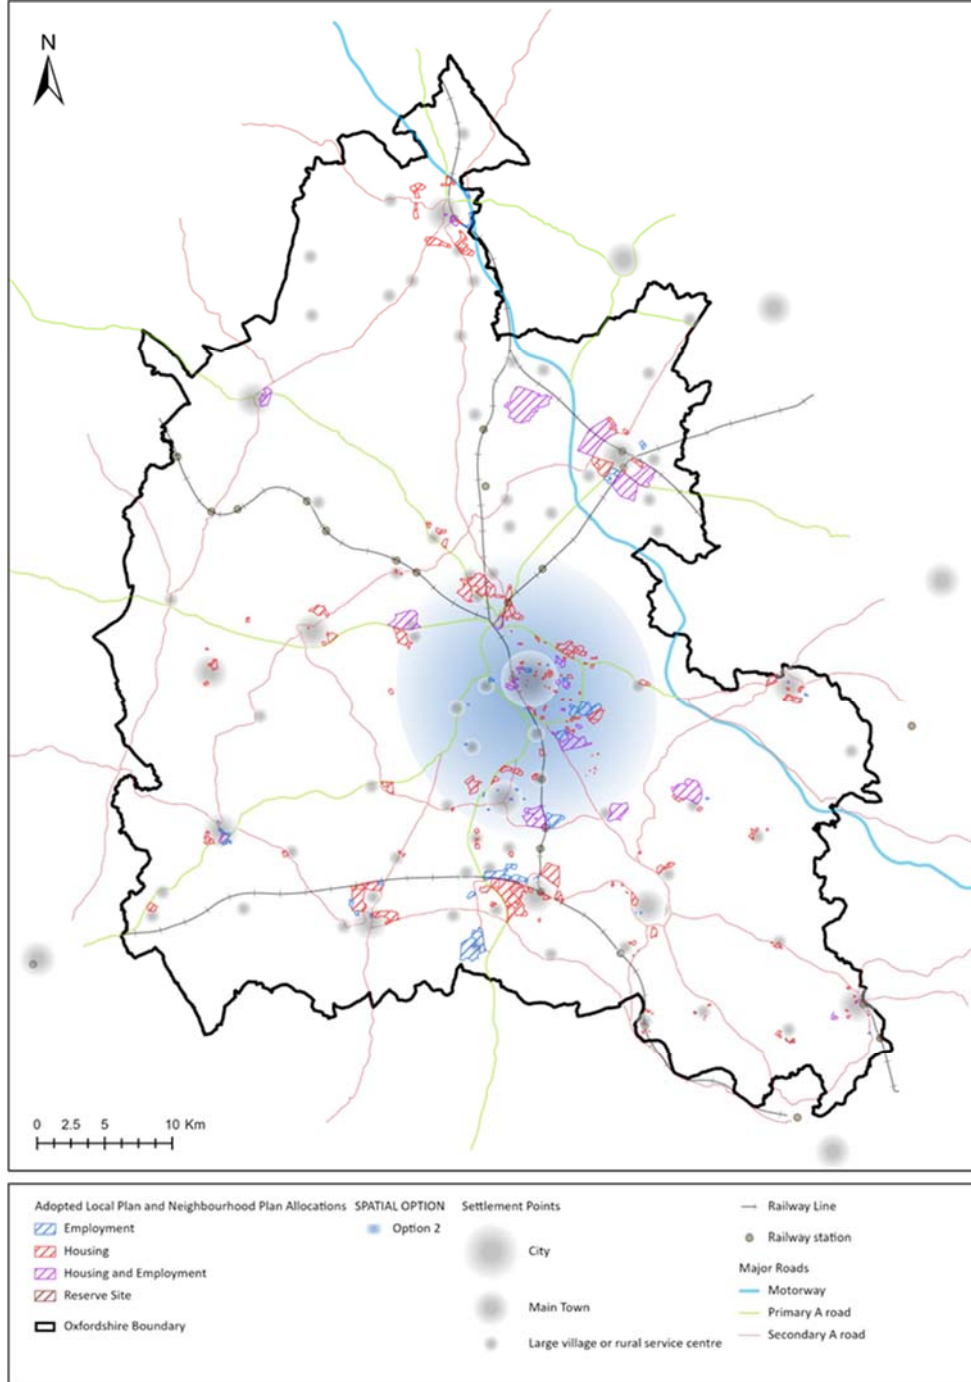 N
0 2.5 5 10 Km
Adopted Local Plan and Neighbourhood Plan Allocations
Employment
Housing
Housing and Employment
Reserve Site
Oxfordshire Boundary
SPATIAL OPTION
Option 2
Settlement Points
City
Main Town
Large village or rural service centre
Railway Line
Railway station
Major Roads
Motorway
Primary A road
Secondary A road